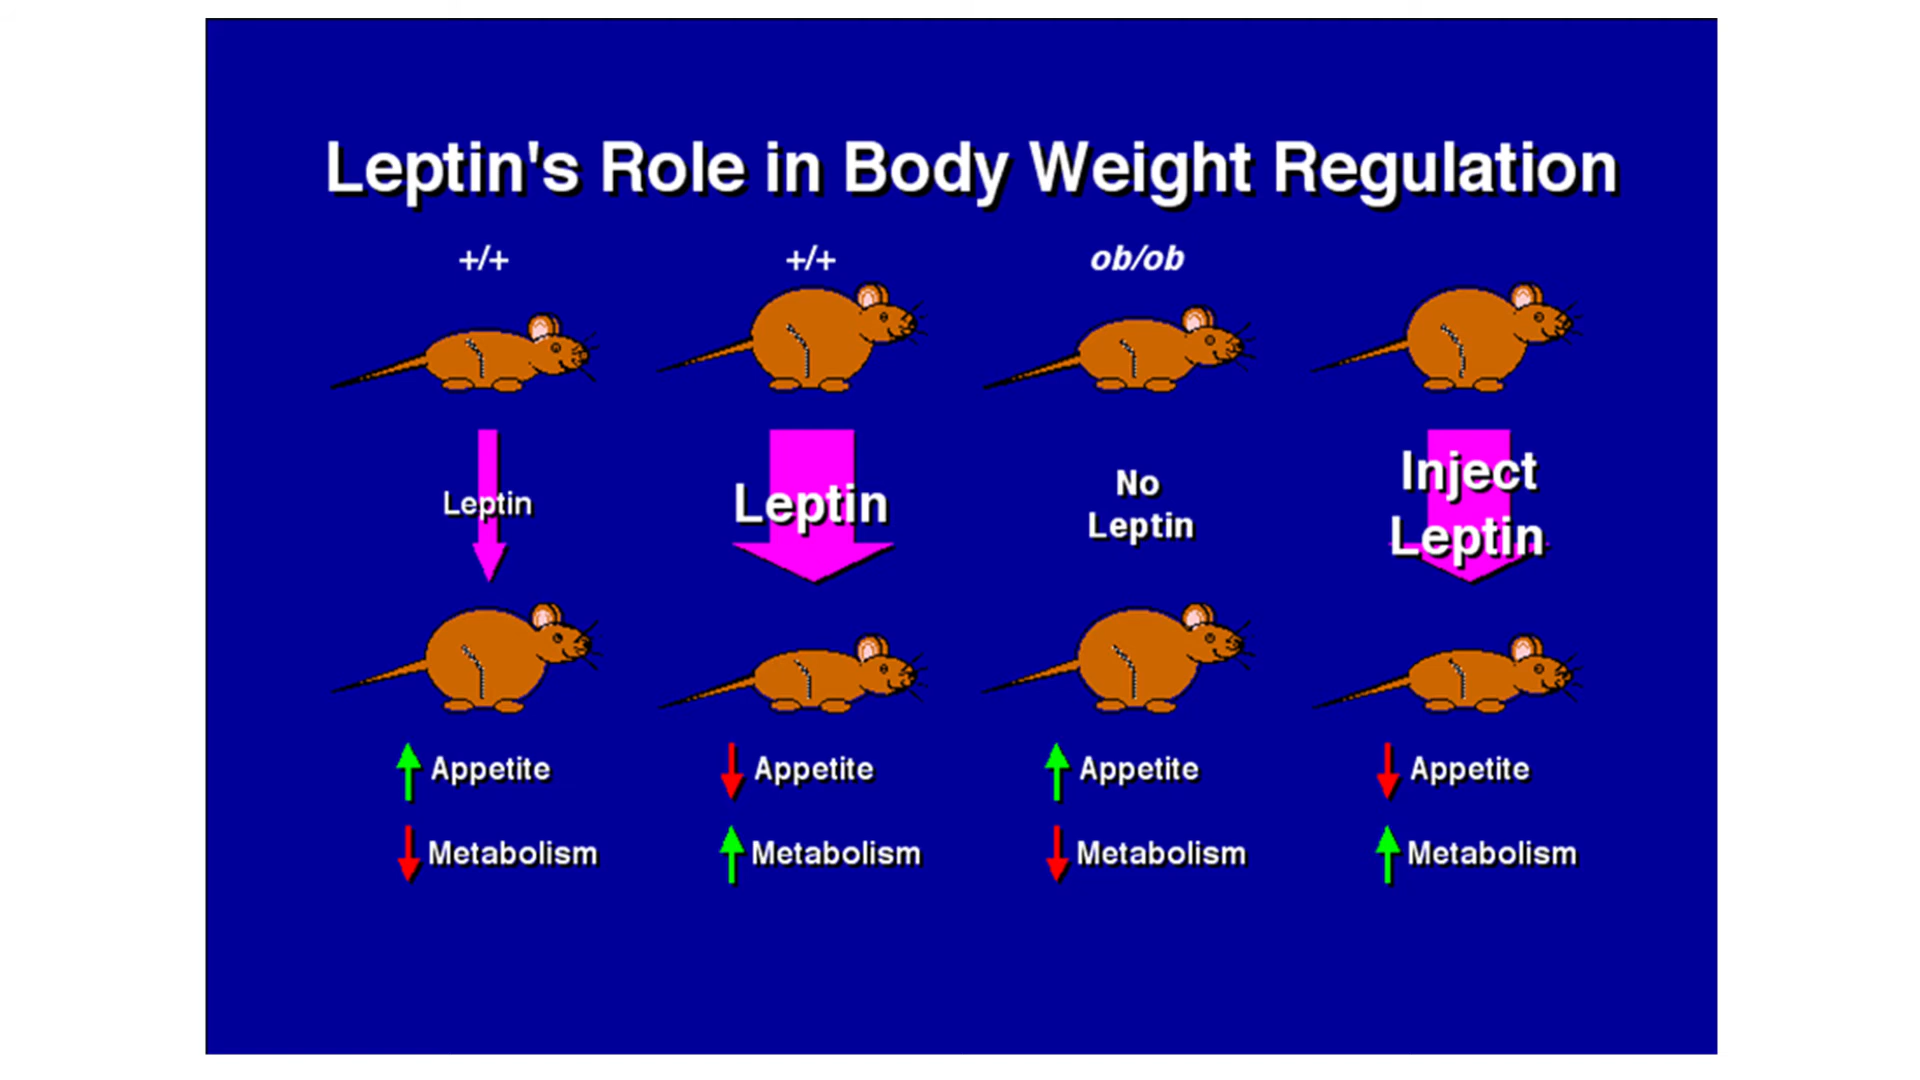 Leptin's Role in Body Weight Regulation
+/+
+/+
ob/ob
Leptin
Leptin
No
Leptin
Inject
Leptin
Appetite
Appetite
Appetite
Appetite
Metabolism
Metabolism
Metabolism
Metabolism